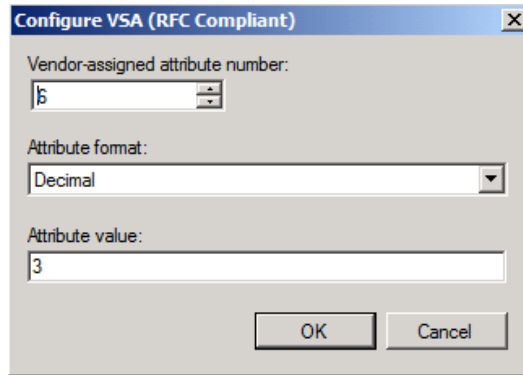 Configure VSA (RFC Compliant)
Vendor-assigned attribute number:
6
Attribute format:
Decimal
Attribute value:
3
OK
Cancel